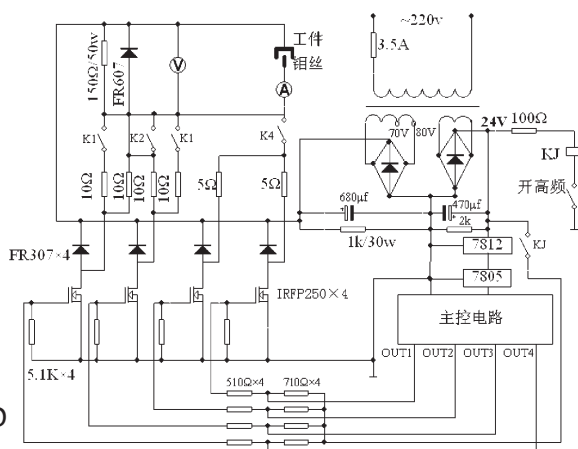 ~220v
3.5A
工件
钼丝
150Ω/50w
FR607
V
A
70V
80V
24V
100Ω
KJ
开高频
K1
K2
K1
K4
10Ω
10Ω
10Ω
10Ω
5Ω
5Ω
680μf
470μf
2k
1k/30w
7812
KJ
7805
FR307×4
IRFP250×4
主控电路
OUT1
OUT2
OUT3
OUT4
5.1K×4
510Ω×4
710Ω×4